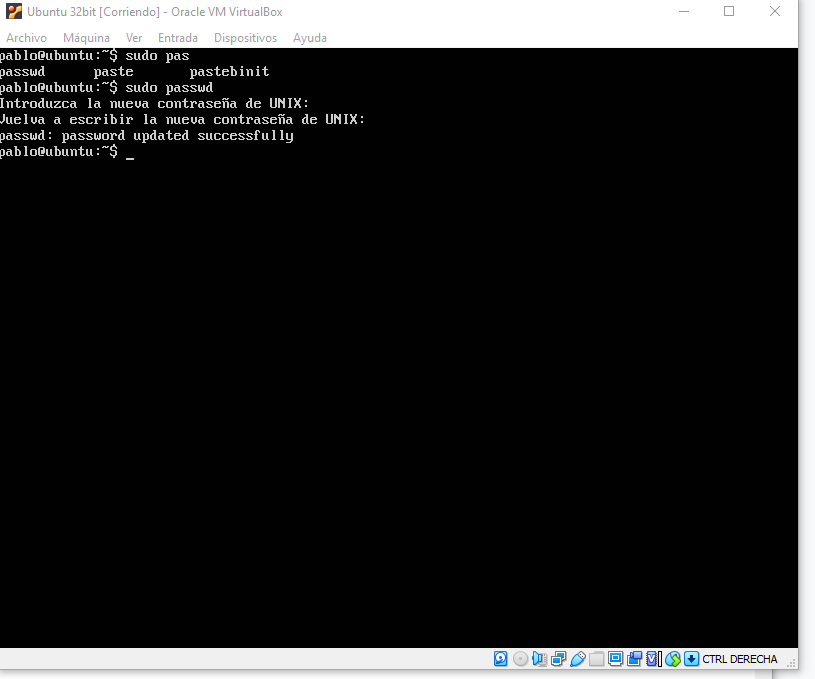 Ubuntu 32bit [Corriendo] - Oracle VM VirtualBox
Archivo Máquina Ver Entrada Dispositivos Ayuda
pablo@ubuntu:~$ sudo pas
passwd paste pastebinit
pablo@ubuntu:~$ sudo passwd
Introduzca la nueva contraseña de UNIX:
Vuelva a escribir la nueva contraseña de UNIX:
passwd: password updated successfully
pablo@ubuntu:~$ _
CTRL DERECHA